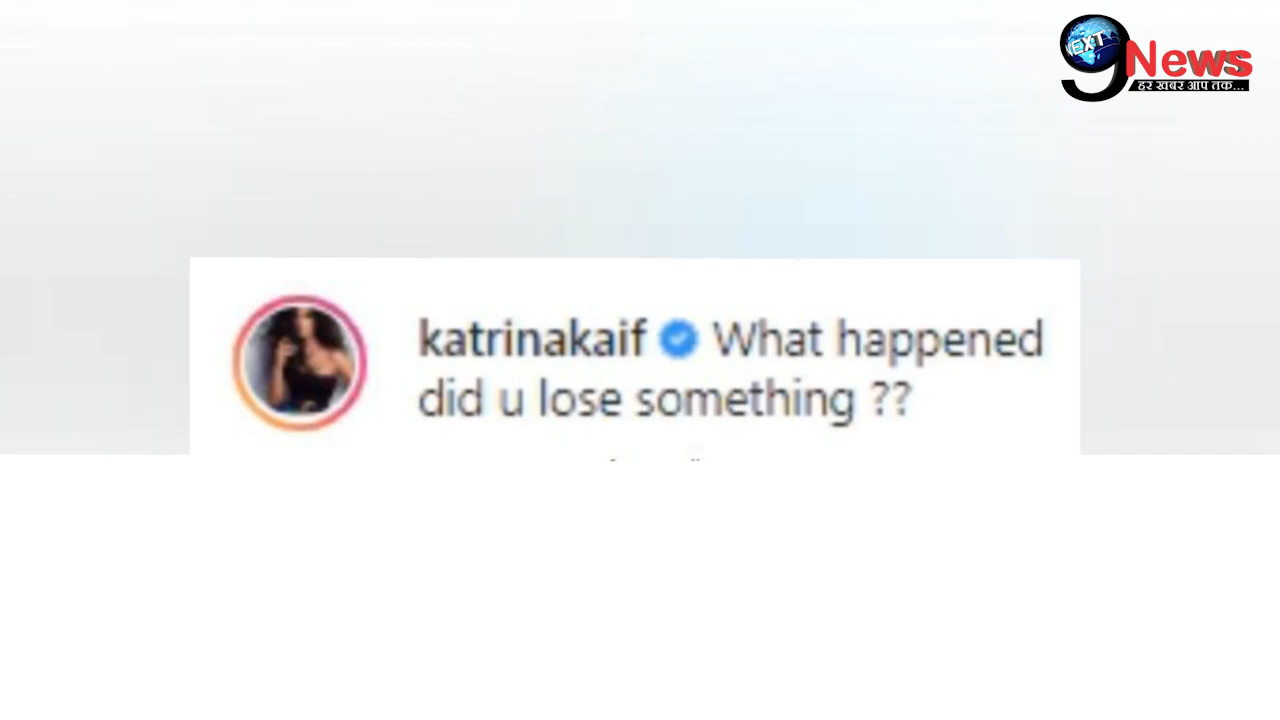 NEXT
9 News
हर खबर आप तक...
katrinakaif What happened
did u lose something ??